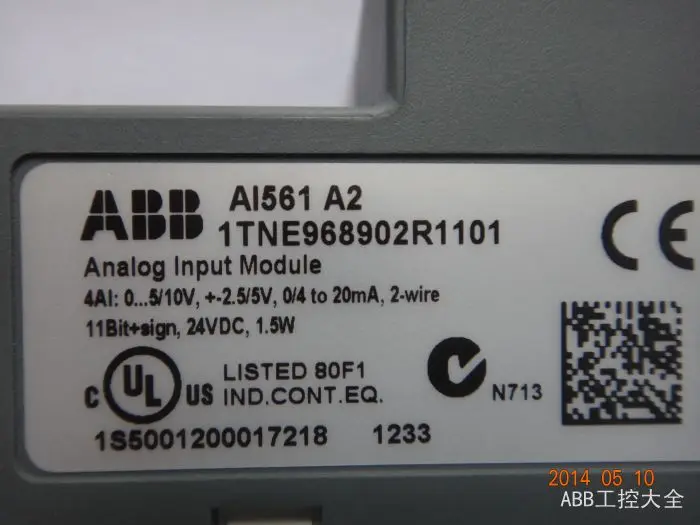 ABB AI561 A2
1TNE968902R1101
Analog Input Module
4AI: 0...5/10V, +-2.5/5V, 0/4 to 20mA, 2-wire
11Bit+sign, 24VDC, 1.5W
CE
C UL US LISTED 80F1
IND.CONT.EQ.
N713
1S5001200017218 1233
2014 05 10
ABB工控大全